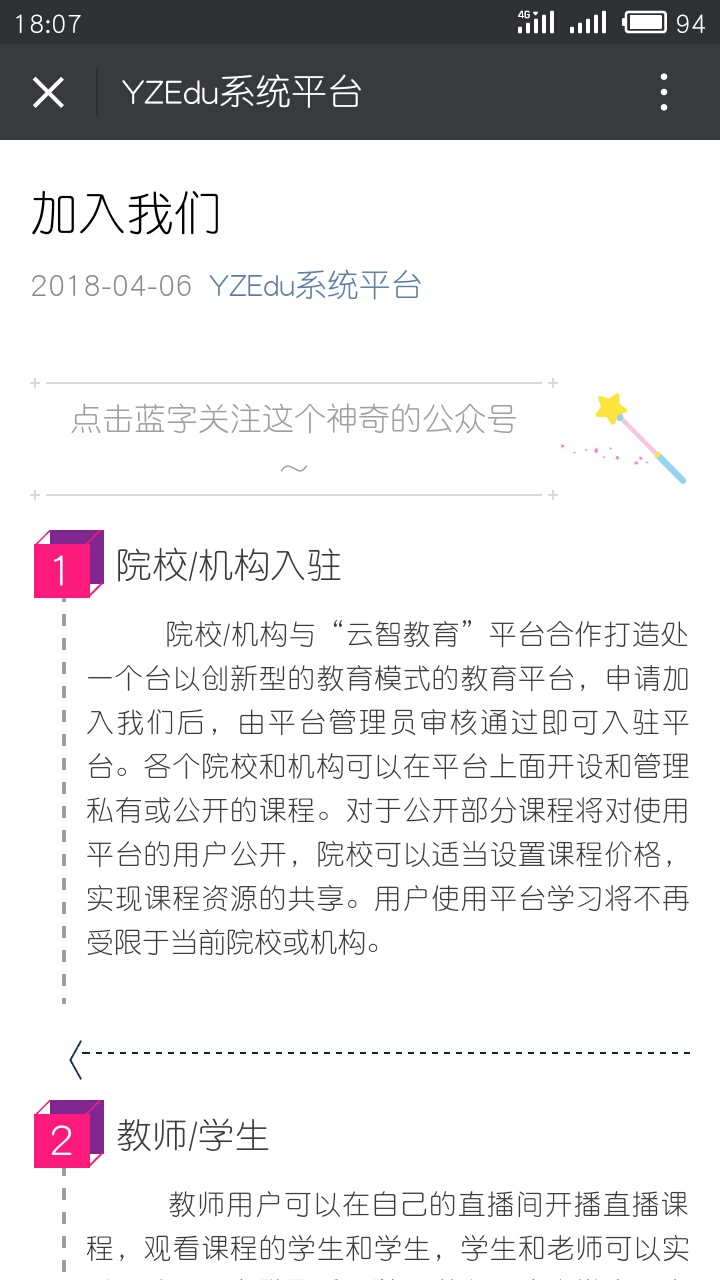 18:07
4G
94
YZEdu系统平台
加入我们
2018-04-06 YZEdu系统平台
点击蓝字关注这个神奇的公众号
～
1 院校/机构入驻
院校/机构与“云智教育”平台合作打造处
一个台以创新型的教育模式的教育平台，申请加
入我们后，由平台管理员审核通过即可入驻平
台。各个院校和机构可以在平台上面开设和管理
私有或公开的课程。对于公开部分课程将对使用
平台的用户公开，院校可以适当设置课程价格，
实现课程资源的共享。用户使用平台学习将不再
受限于当前院校或机构。
2 教师/学生
教师用户可以在自己的直播间开播直播课
程，观看课程的学生和学生，学生和老师可以实